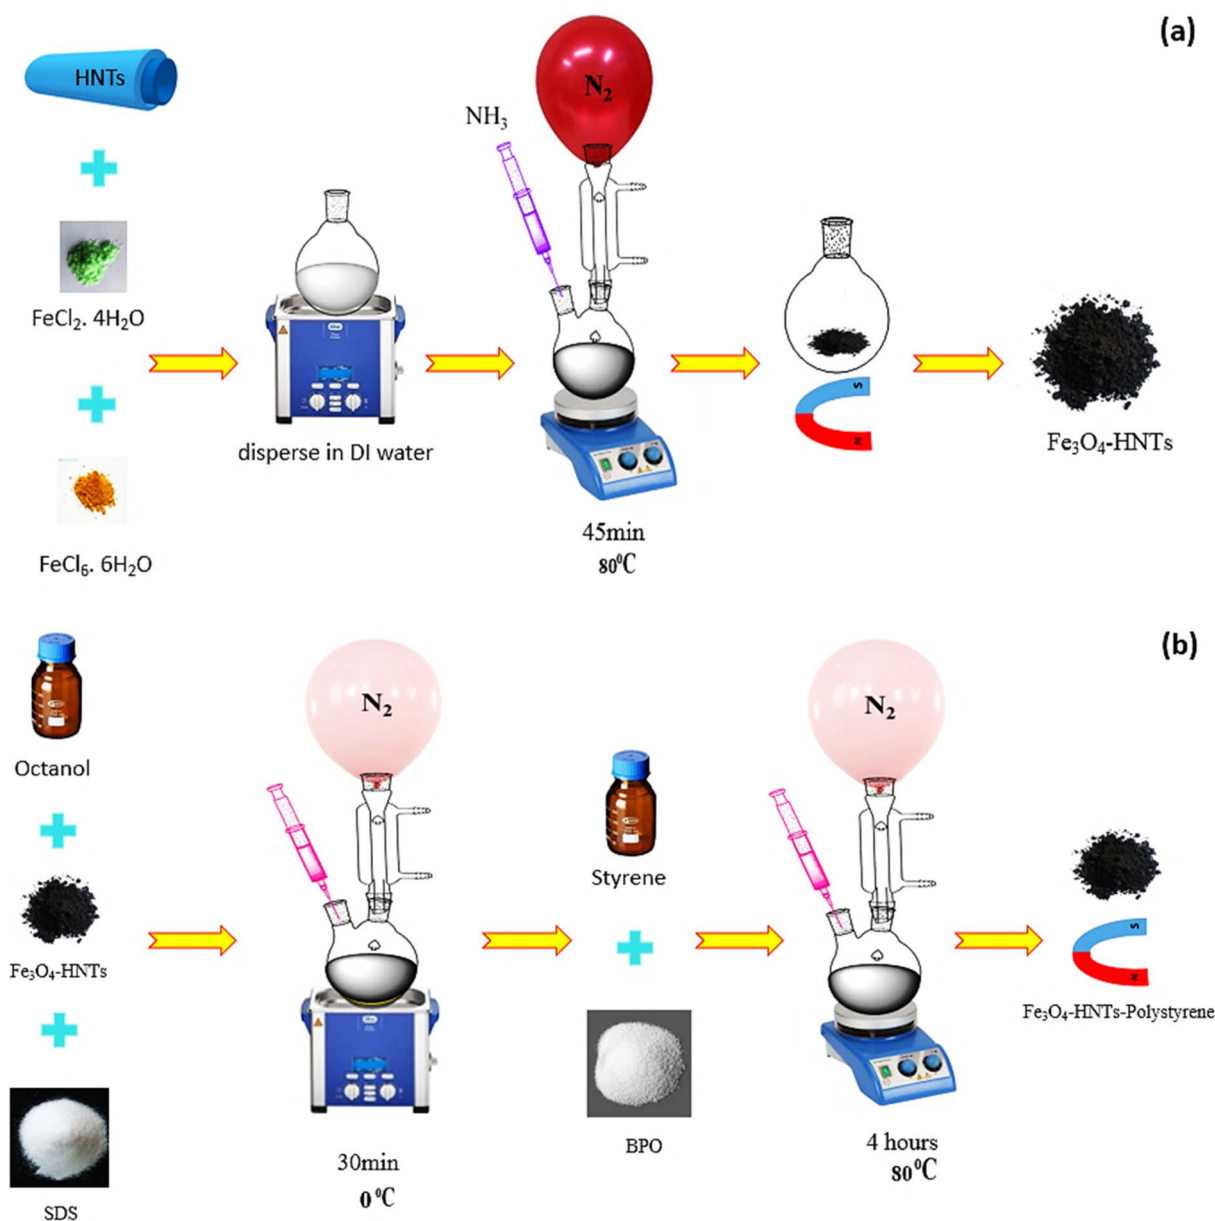 (a)
HNTs
N₂
NH₃
FeCl₂. 4H₂O
disperse in DI water
S
N
Fe₃O₄-HNTs
45min
80⁰C
FeCl₆. 6H₂O
(b)
N₂
N₂
Octanol
Styrene
Fe₃O₄-HNTs
S
N
Fe₃O₄-HNTs-Polystyrene
BPO
4 hours
80⁰C
30min
0⁰C
SDS